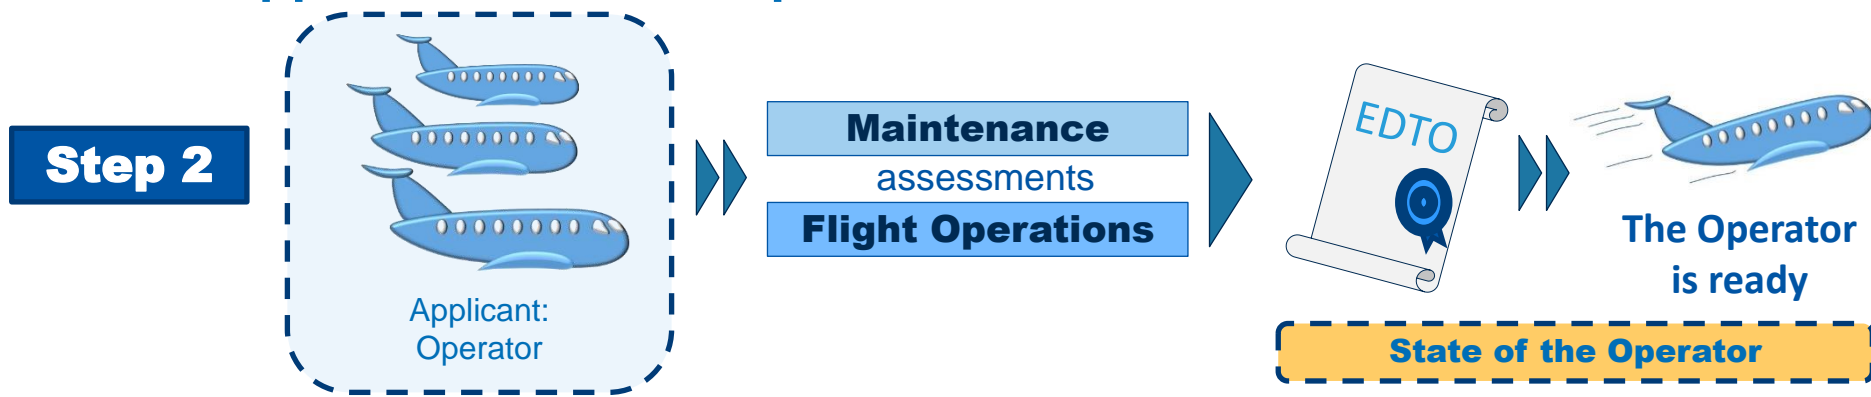 Step 2
Applicant:
Operator
Maintenance
assessments
Flight Operations
EDTO
The Operator
is ready
State of the Operator